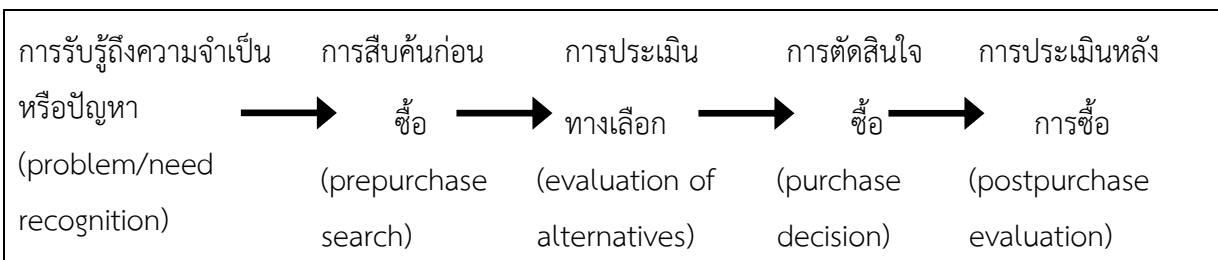 การรับรู้ถึงความจำเป็น
หรือปัญหา
(problem/need
recognition)
การสืบค้นก่อน
ซื้อ
(prepurchase
search)
การประเมิน
ทางเลือก
(evaluation of
alternatives)
การตัดสินใจ
ซื้อ
(purchase
decision)
การประเมินหลัง
การซื้อ
(postpurchase
evaluation)